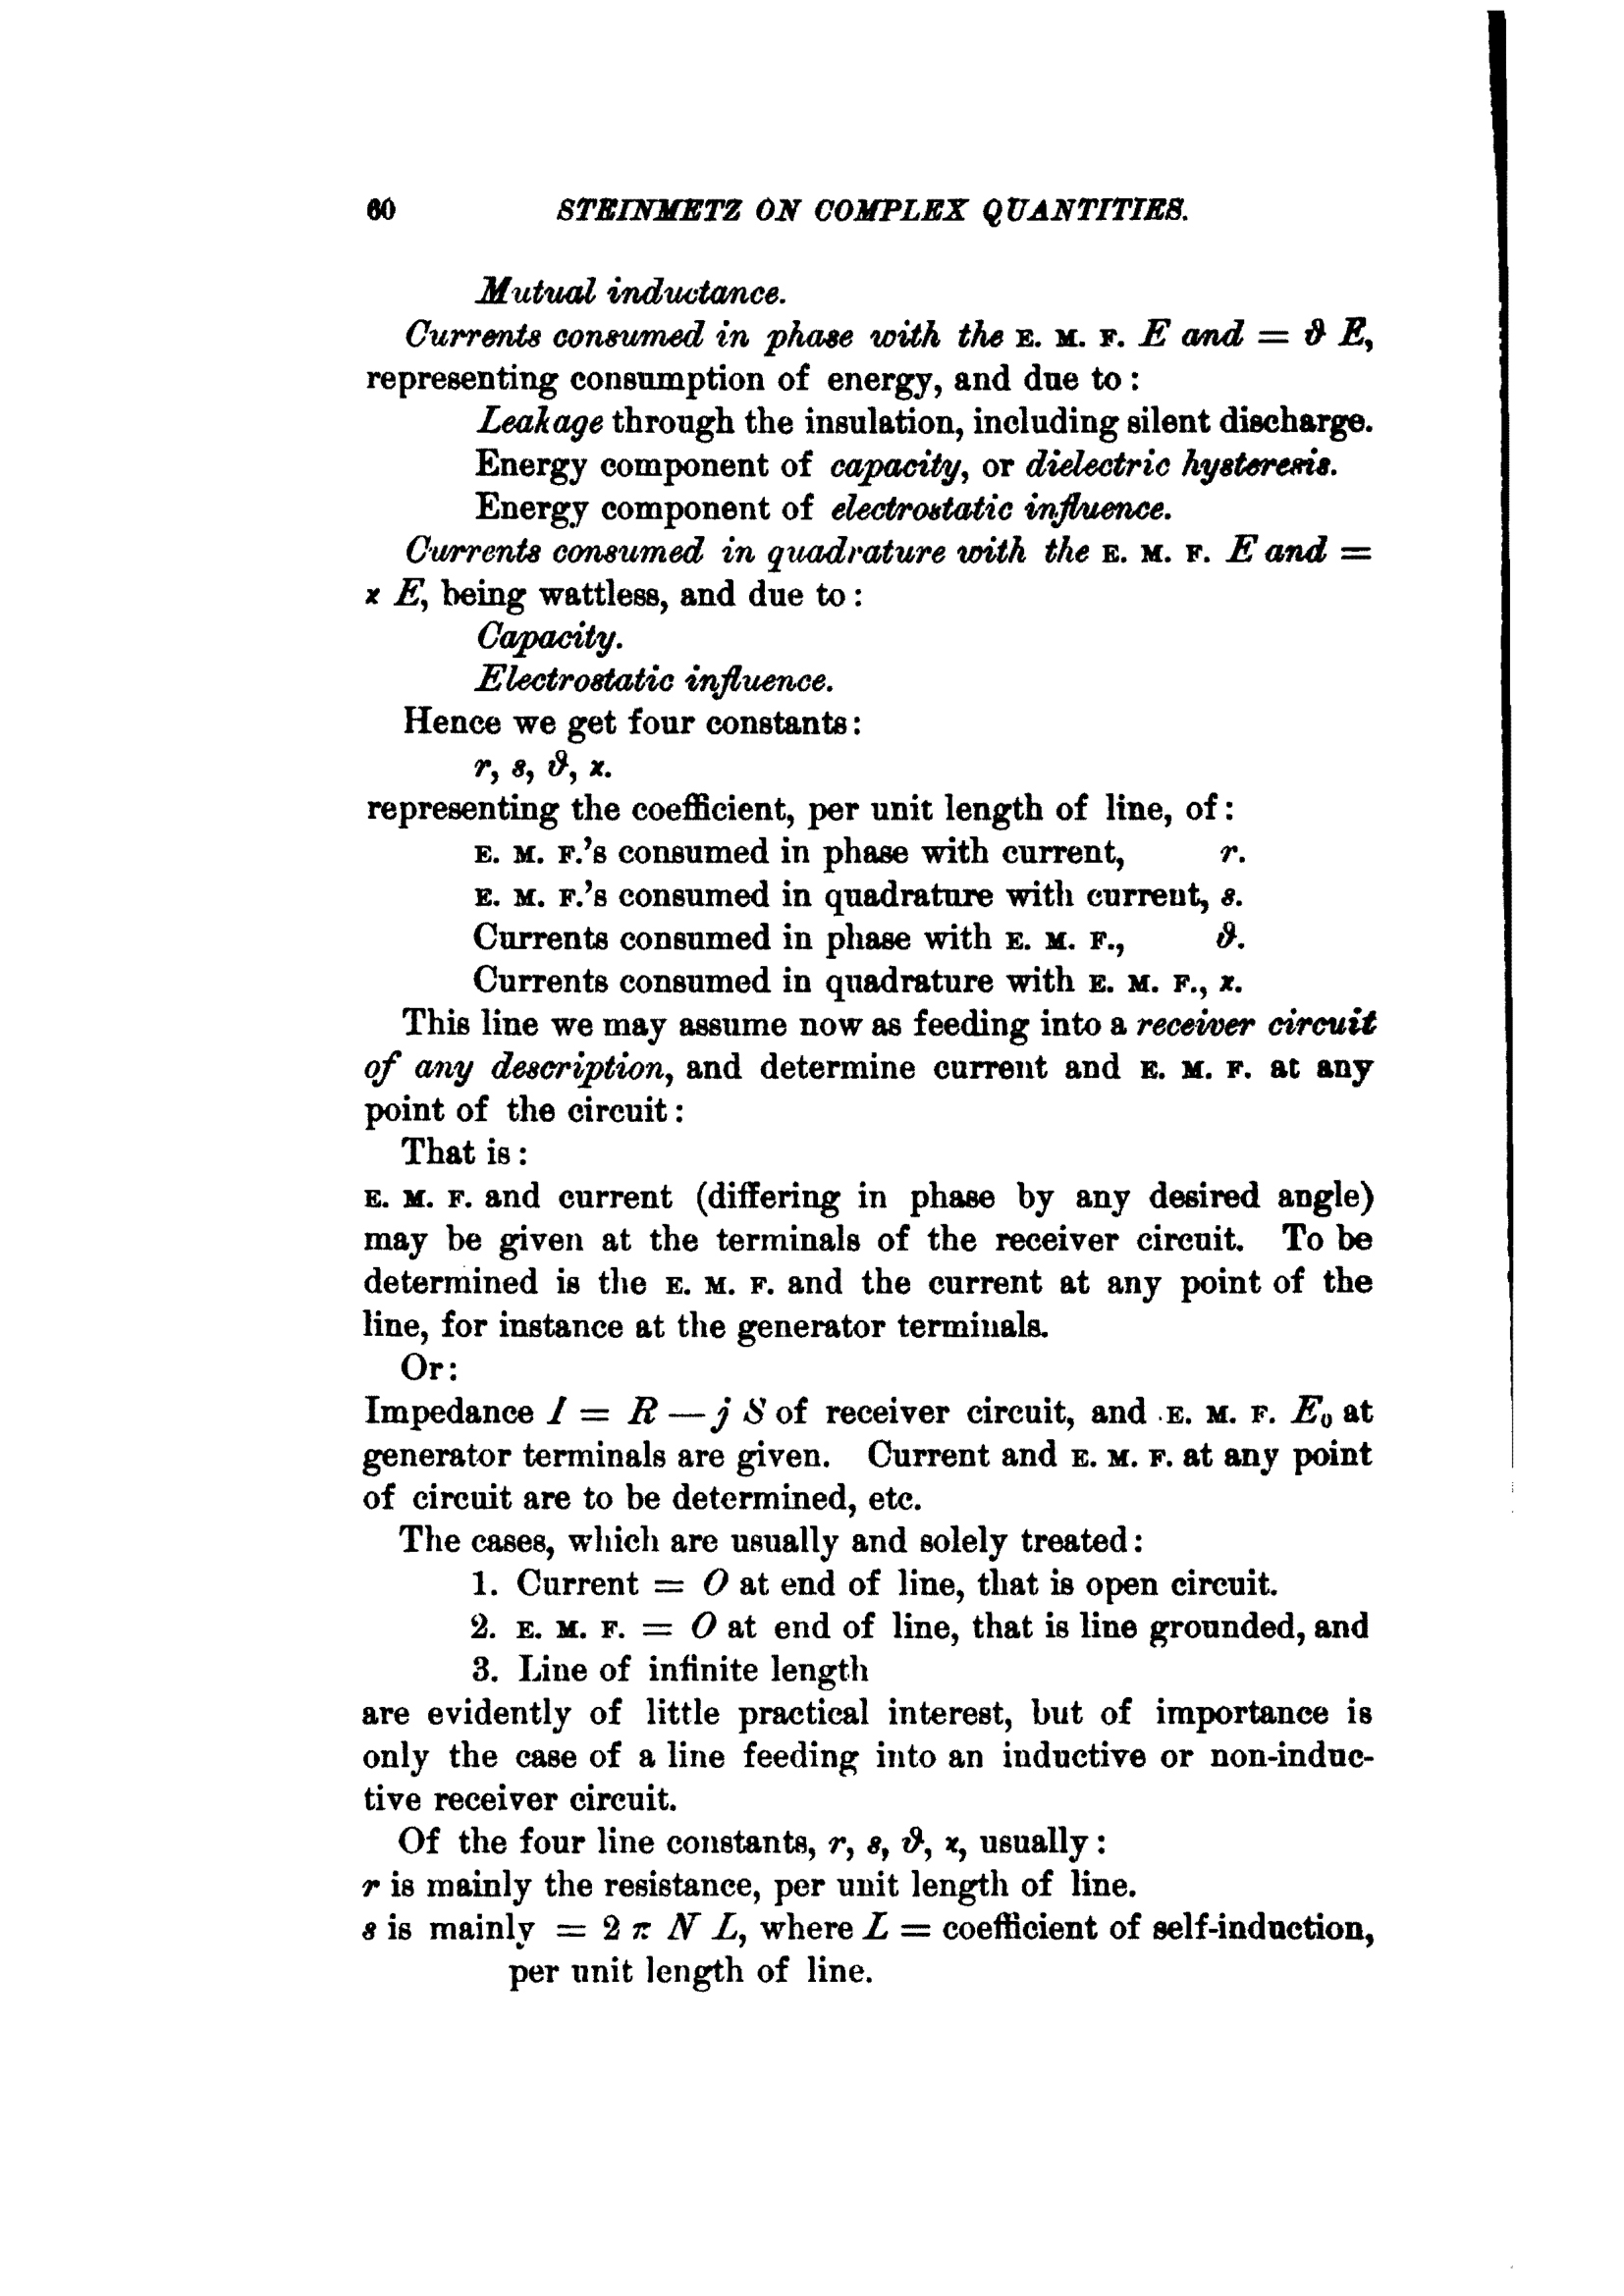 60 STEINMETZ ON COMPLEX QUANTITIES.
Mutual inductance.
Currents consumed in phase with the E. M. F. E and = ϑ E,
representing consumption of energy, and due to :
Leakage through the insulation, including silent discharge.
Energy component of capacity, or dielectric hysteresis.
Energy component of electrostatic influence.
Currents consumed in quadrature with the E. M. F. E and =
ϰ E, being wattless, and due to :
Capacity.
Electrostatic influence.
Hence we get four constants:
r, s, ϑ, ϰ.
representing the coefficient, per unit length of line, of:
E. M. F.'s consumed in phase with current, r.
E. M. F.'s consumed in quadrature with current, s.
Currents consumed in phase with E. M. F., ϑ.
Currents consumed in quadrature with E. M. F., ϰ.
This line we may assume now as feeding into a receiver circuit
of any description, and determine current and E. M. F. at any
point of the circuit :
That is :
E. M. F. and current (differing in phase by any desired angle)
may be given at the terminals of the receiver circuit. To be
determined is the E. M. F. and the current at any point of the
line, for instance at the generator terminals.
Or:
Impedance I = R — j S of receiver circuit, and E. M. F. E₀ at
generator terminals are given. Current and E. M. F. at any point
of circuit are to be determined, etc.
The cases, which are usually and solely treated:
1. Current = O at end of line, that is open circuit.
2. E. M. F. = O at end of line, that is line grounded, and
3. Line of infinite length
are evidently of little practical interest, but of importance is
only the case of a line feeding into an inductive or non-induc-
tive receiver circuit.
Of the four line constants, r, s, ϑ, ϰ, usually :
r is mainly the resistance, per unit length of line.
s is mainly = 2 π N L, where L = coefficient of self-induction,
per unit length of line.